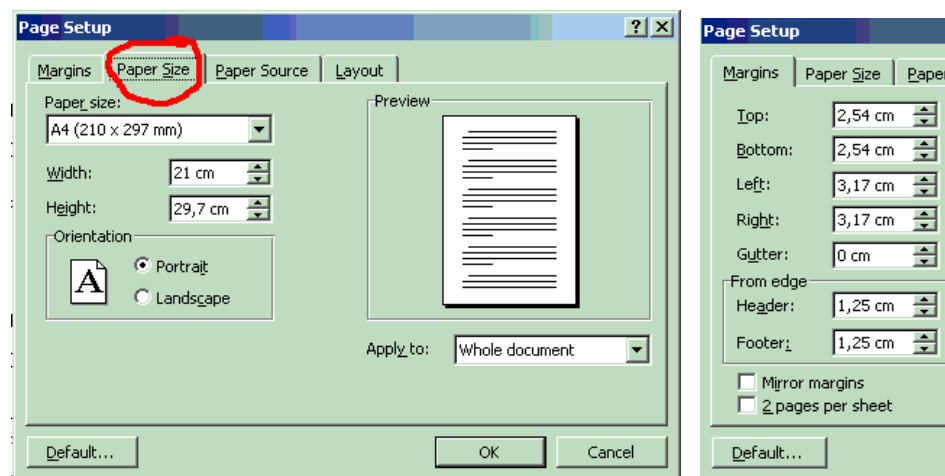 Page Setup
Margins Paper Size Paper Source Layout
Paper size:
A4 (210 x 297 mm)
Width: 21 cm
Height: 29,7 cm
Orientation
A
Portrait
Landscape
Preview
Apply to: Whole document
Default... OK Cancel
Page Setup
Margins Paper Size Paper
Top: 2,54 cm
Bottom: 2,54 cm
Left: 3,17 cm
Right: 3,17 cm
Gutter: 0 cm
From edge
Header: 1,25 cm
Footer: 1,25 cm
Mirror margins
2 pages per sheet
Default...